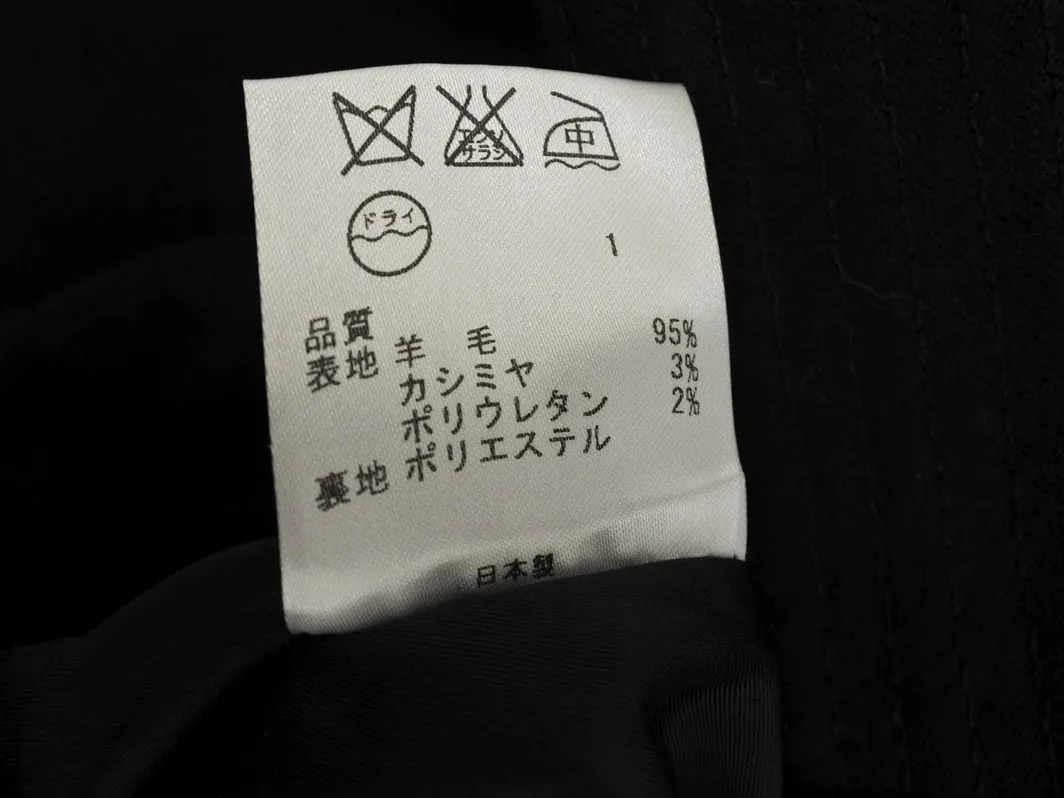 エンソ
サラシ
中
ドライ
1
品質
表地 羊 毛 95%
カシミヤ 3%
ポリウレタン 2%
裏地 ポリエステル
日本製